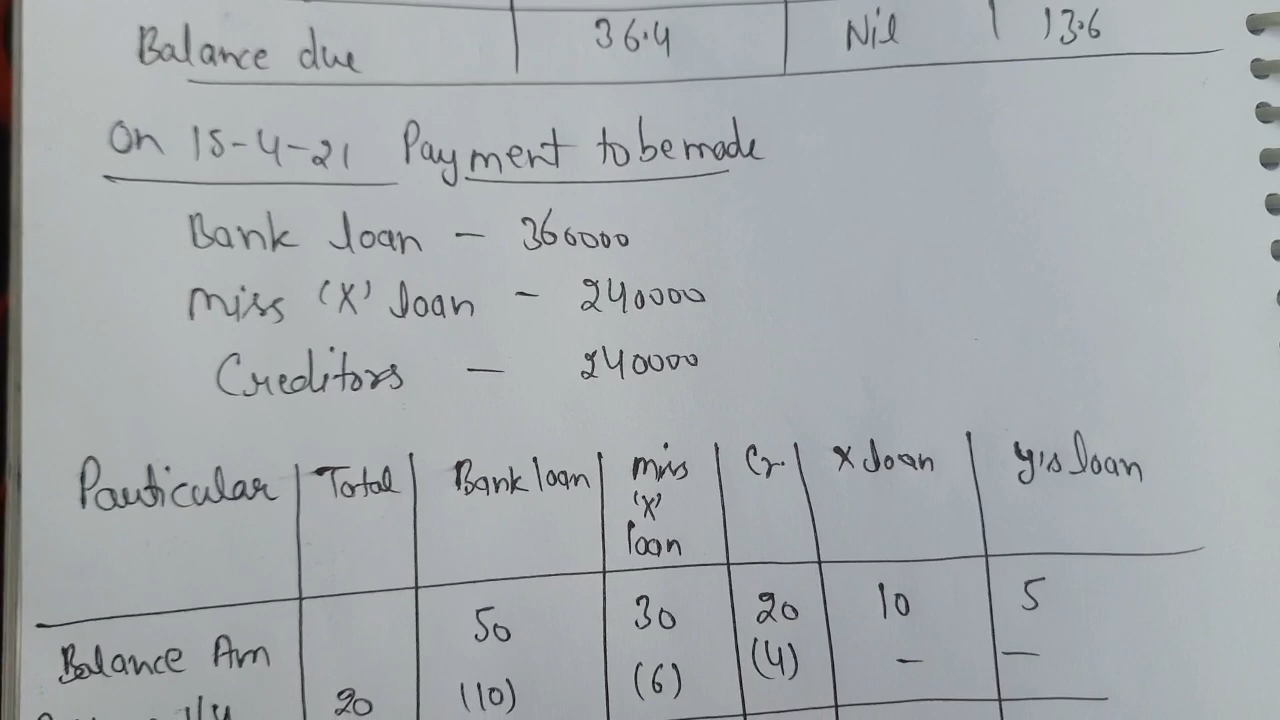 Balance due 36.4 Nil 13.6
On 15-4-21 Payment to be made
Bank loan - 360000
Miss 'X' loan - 240000
Creditors - 240000
Particular Total Bank loan Miss 'X' loan Cr. X loan Y's loan
Balance Am 50 30 20 10 5
1/4 20 (10) (6) (4) - -